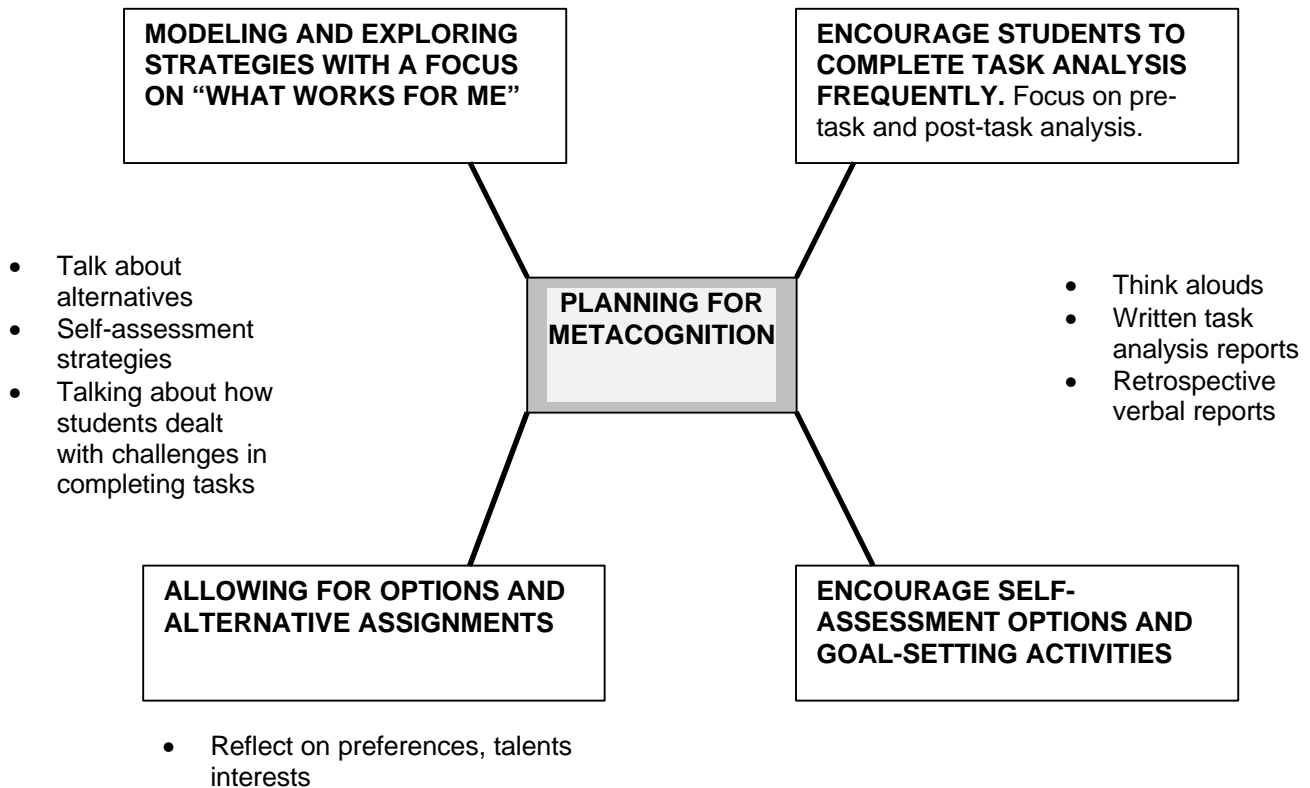 MODELING AND EXPLORING
STRATEGIES WITH A FOCUS
ON “WHAT WORKS FOR ME”
ENCOURAGE STUDENTS TO
COMPLETE TASK ANALYSIS
FREQUENTLY. Focus on pre-
task and post-task analysis.
• Talk about
alternatives
• Self-assessment
strategies
• Talking about how
students dealt
with challenges in
completing tasks
PLANNING FOR
METACOGNITION
• Think alouds
• Written task
analysis reports
• Retrospective
verbal reports
ALLOWING FOR OPTIONS AND
ALTERNATIVE ASSIGNMENTS
ENCOURAGE SELF-
ASSESSMENT OPTIONS AND
GOAL-SETTING ACTIVITIES
• Reflect on preferences, talents
interests